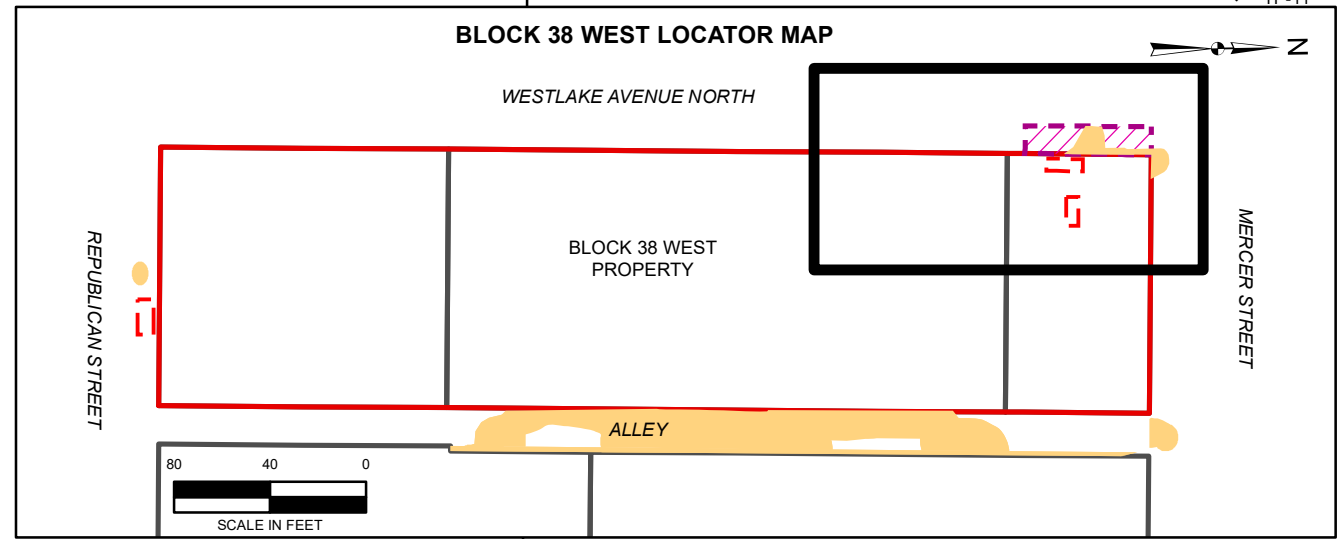 BLOCK 38 WEST LOCATOR MAP
N
WESTLAKE AVENUE NORTH
REPUBLICAN STREET
BLOCK 38 WEST
PROPERTY
MERCER STREET
ALLEY
80 40 0
SCALE IN FEET